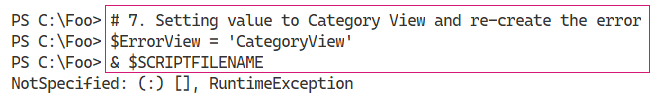 PS C:\Foo> # 7. Setting value to Category View and re-create the error
PS C:\Foo> $ErrorView = 'CategoryView'
PS C:\Foo> & $SCRIPTFILENAME
NotSpecified: (:) [], RuntimeException